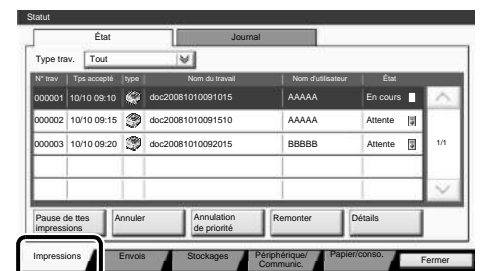 Statut
État Journal
Type trav. Tout
N° trav Tps accepté type Nom du travail Nom d'utilisateur État
000001 10/10 09:10 doc20081010091015 AAAAA En cours
000002 10/10 09:15 doc20081010091510 AAAAA Attente
000003 10/10 09:20 doc20081010092015 BBBBB Attente
1/1
Pause de ttes impressions Annuler Annulation de priorité Remonter Détails
Impressions Envois Stockages Périphérique/ Communic. Papier/conso. Fermer